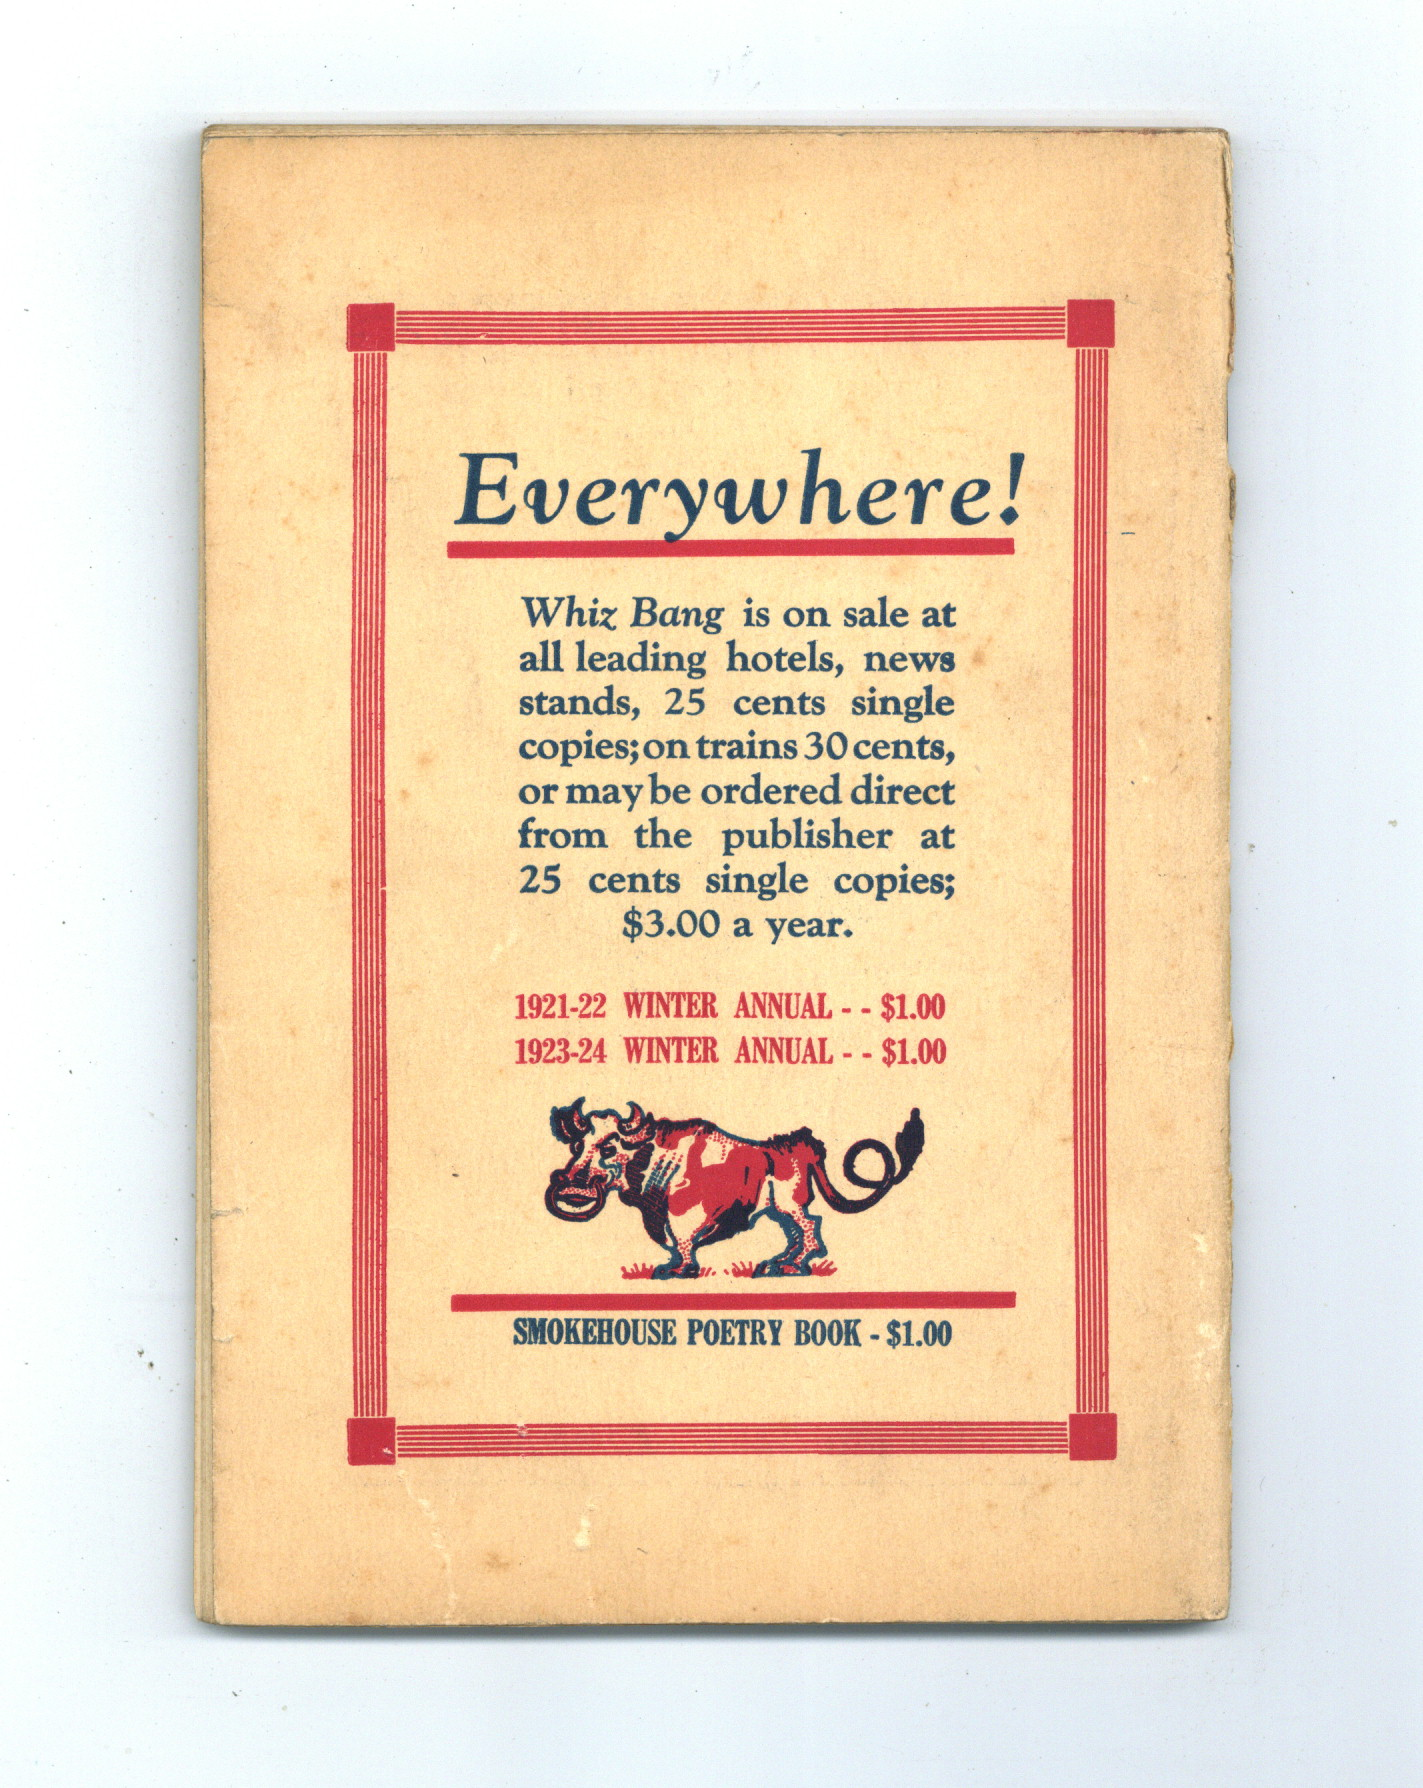 Everywhere!
Whiz Bang is on sale at
all leading hotels, news
stands, 25 cents single
copies; on trains 30 cents,
or may be ordered direct
from the publisher at
25 cents single copies;
$3.00 a year.
1921-22 WINTER ANNUAL - - $1.00
1923-24 WINTER ANNUAL - - $1.00
SMOKEHOUSE POETRY BOOK - $1.00